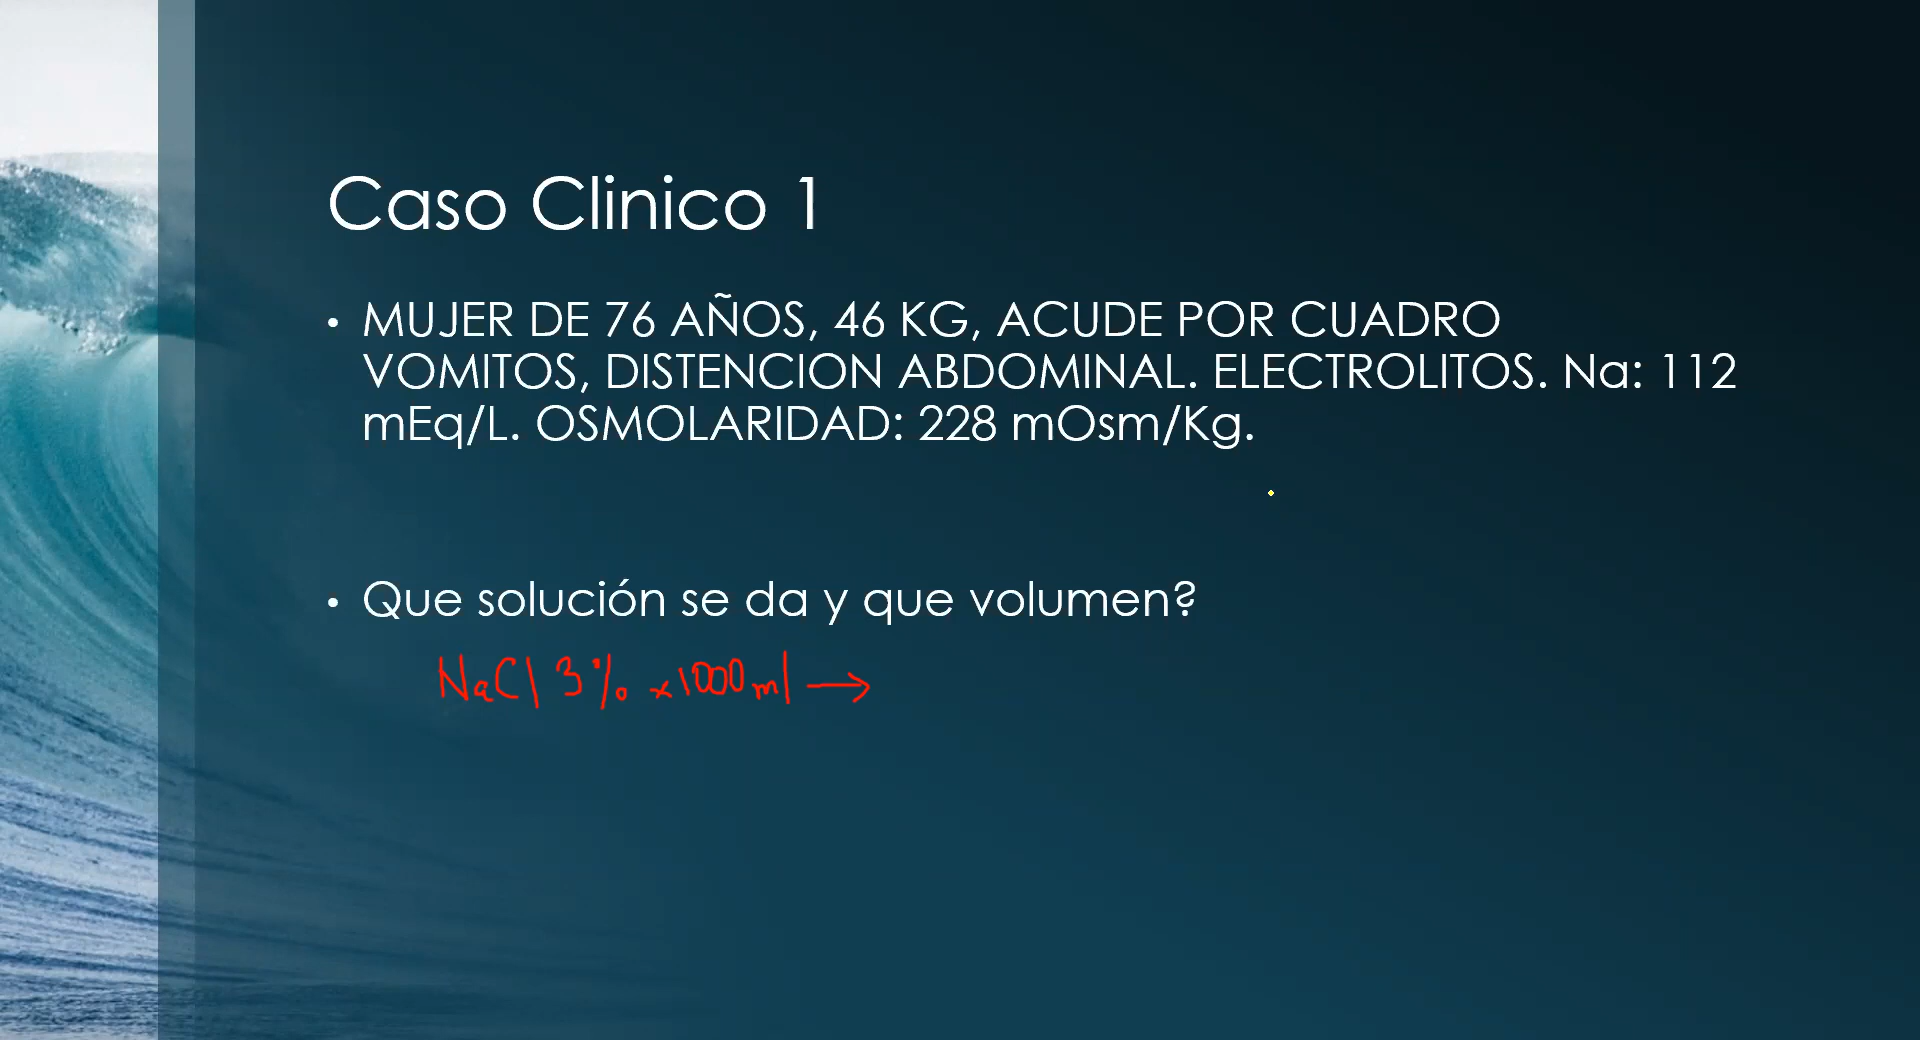 Caso Clinico 1
• MUJER DE 76 AÑOS, 46 KG, ACUDE POR CUADRO
VOMITOS, DISTENCION ABDOMINAL. ELECTROLITOS. Na: 112
mEq/L. OSMOLARIDAD: 228 mOsm/Kg.
• Que solución se da y que volumen?
NaCl 3% x1000ml →